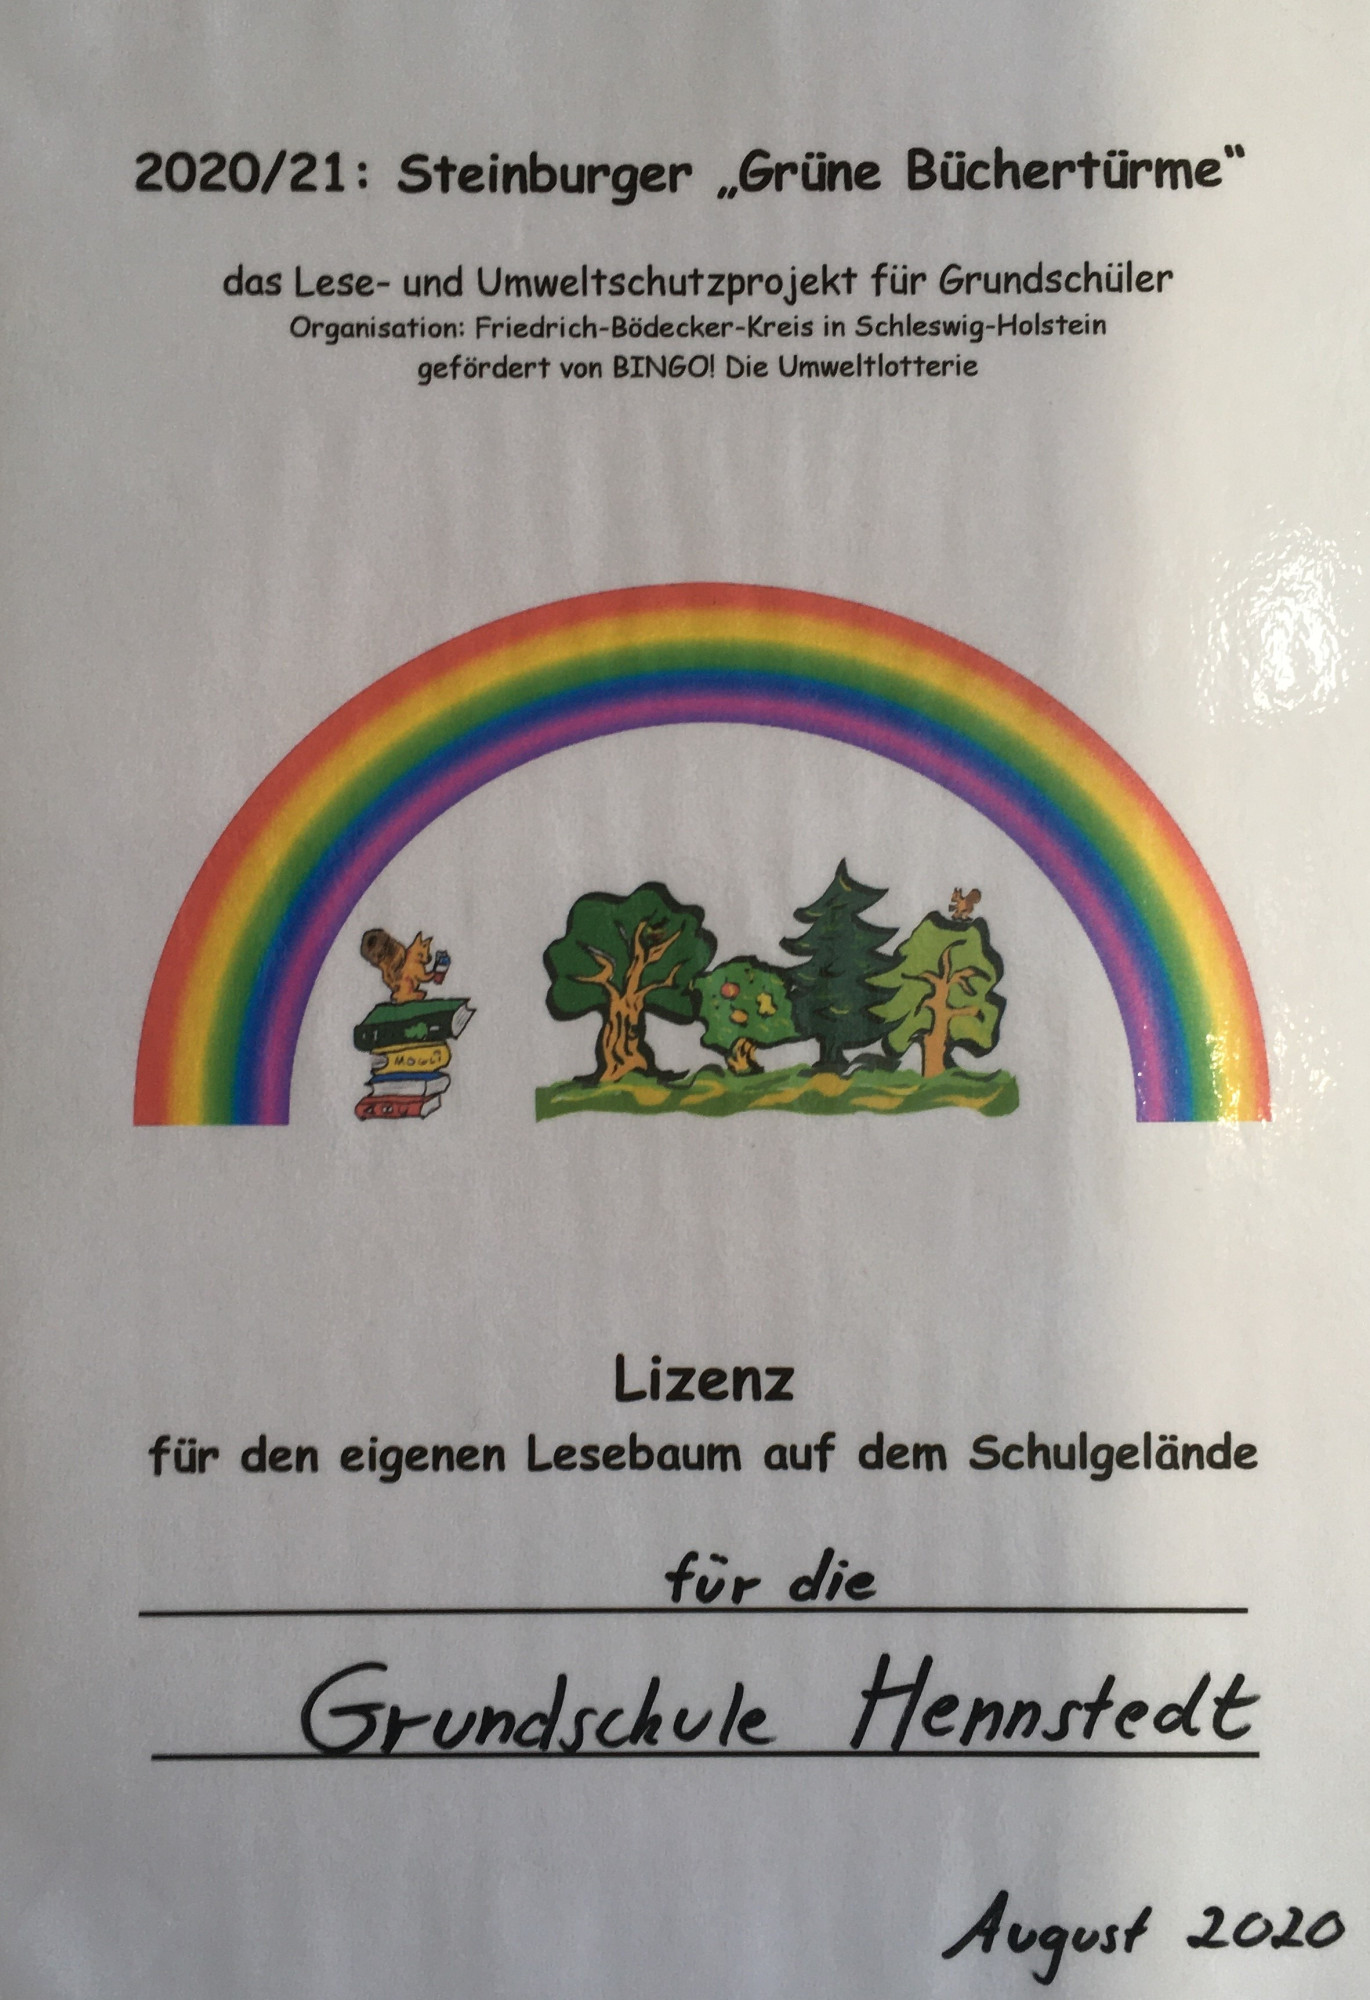 2020/21: Steinburger „Grüne Büchertürme“
das Lese- und Umweltschutzprojekt für Grundschüler
Organisation: Friedrich-Bödecker-Kreis in Schleswig-Holstein
gefördert von BINGO! Die Umweltlotterie
MOGLI
Lizenz
für den eigenen Lesebaum auf dem Schulgelände
für die
Grundschule Hennstedt
August 2020